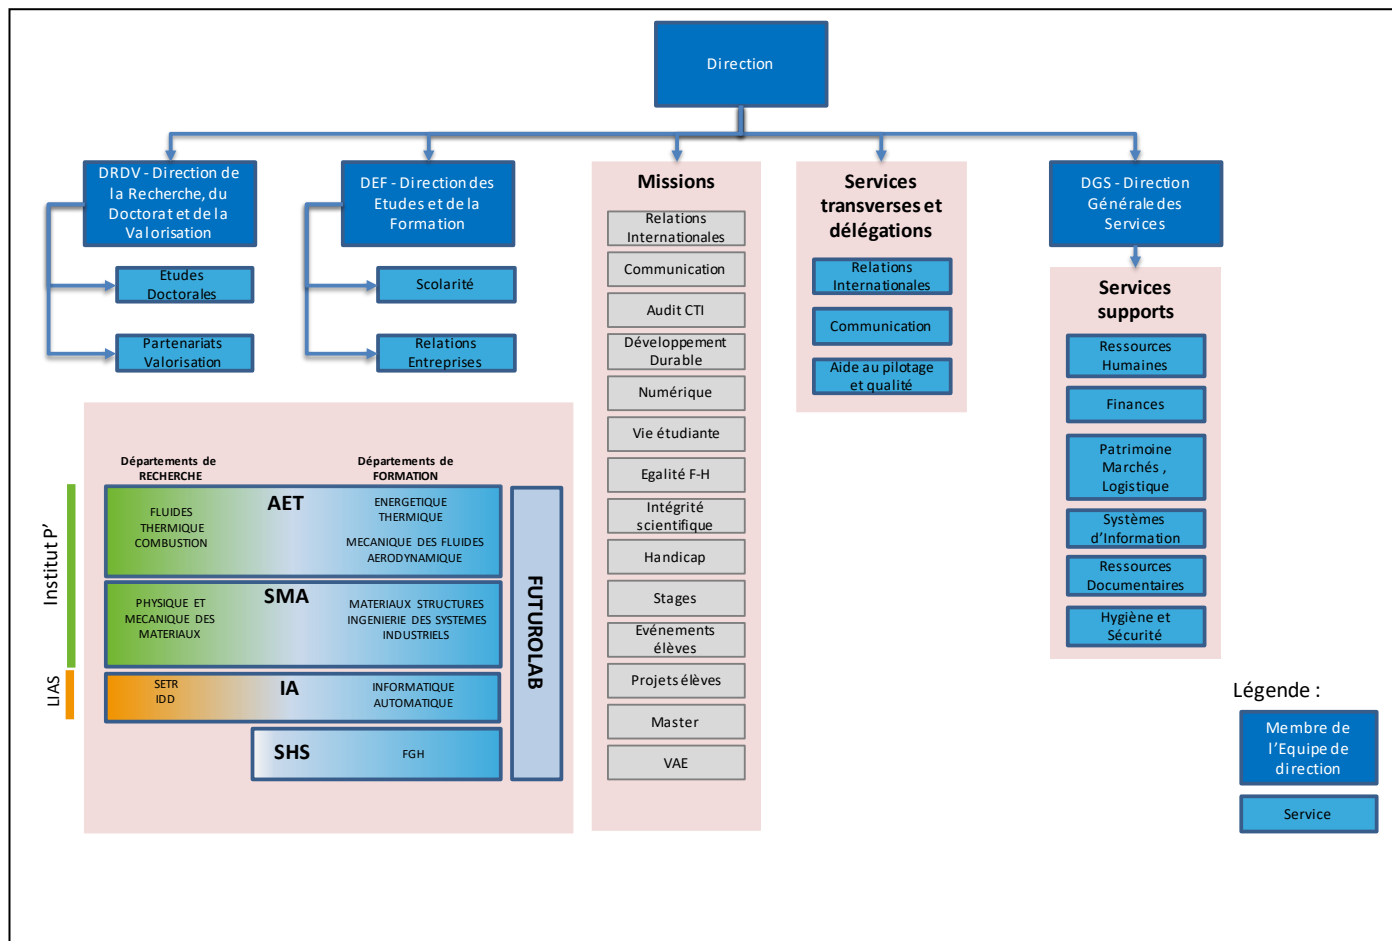 Direction
DRDV - Direction de
la Recherche, du
Doctorat et de la
Valorisation
Etudes
Doctorales
Partenariats
Valorisation
DEF - Direction des
Etudes et de la
Formation
Scolarité
Relations
Entreprises
Missions
Relations
Internationales
Communication
Audit CTI
Développement
Durable
Numérique
Vie étudiante
Egalité F-H
Intégrité
scientifique
Handicap
Stages
Evénements
élèves
Projets élèves
Master
VAE
Services
transverses et
délégations
Relations
Internationales
Communication
Aide au pilotage
et qualité
DGS - Direction
Générale des
Services
Services
supports
Ressources
Humaines
Finances
Patrimoine
Marchés ,
Logistique
Systèmes
d’Information
Ressources
Documentaires
Hygiène et
Sécurité
Départements de
RECHERCHE
Départements de
FORMATION
Institut P’
FLUIDES
THERMIQUE
COMBUSTION
AET
ENERGETIQUE
THERMIQUE
MECANIQUE DES FLUIDES
AERODYNAMIQUE
PHYSIQUE ET
MECANIQUE DES
MATERIAUX
SMA
MATERIAUX STRUCTURES
INGENIERIE DES SYSTEMES
INDUSTRIELS
LIAS
SETR
IDD
IA
INFORMATIQUE
AUTOMATIQUE
SHS
FGH
FUTUROLAB
Légende :
Membre de
l’Equipe de
direction
Service